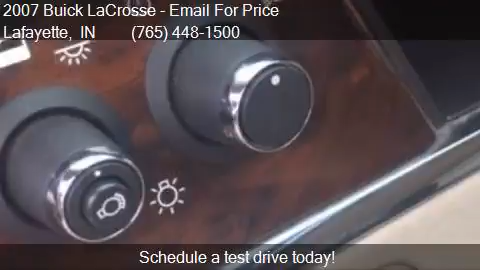 2007 Buick LaCrosse - Email For Price
Lafayette,  IN        (765) 448-1500
Schedule a test drive today!